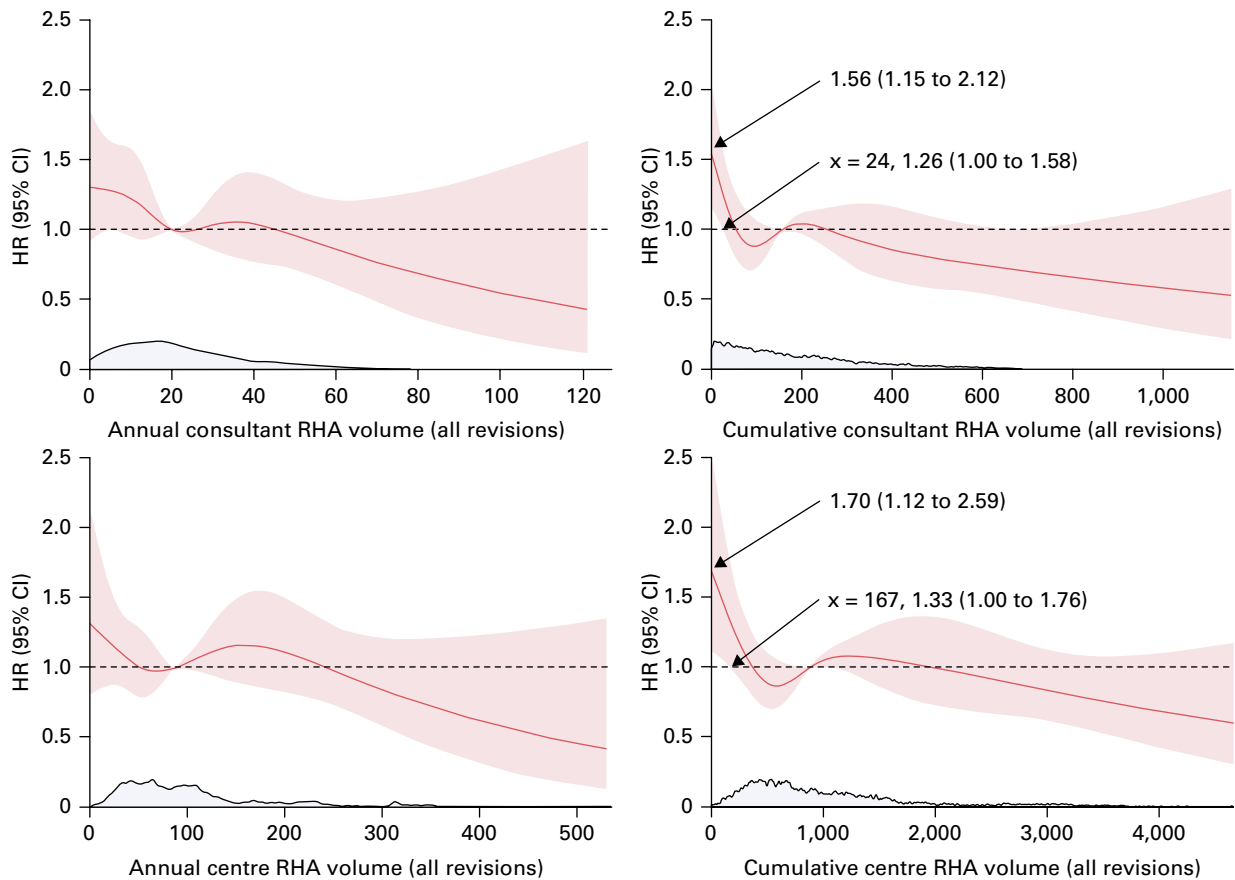 2.5
2.0
1.5
1.0
0.5
0
HR (95% CI)
0 20 40 60 80 100 120
Annual consultant RHA volume (all revisions)
2.5
2.0
1.5
1.0
0.5
0
HR (95% CI)
1.56 (1.15 to 2.12)
x = 24, 1.26 (1.00 to 1.58)
0 200 400 600 800 1,000
Cumulative consultant RHA volume (all revisions)
2.5
2.0
1.5
1.0
0.5
0
HR (95% CI)
0 100 200 300 400 500
Annual centre RHA volume (all revisions)
2.5
2.0
1.5
1.0
0.5
0
HR (95% CI)
1.70 (1.12 to 2.59)
x = 167, 1.33 (1.00 to 1.76)
0 1,000 2,000 3,000 4,000
Cumulative centre RHA volume (all revisions)